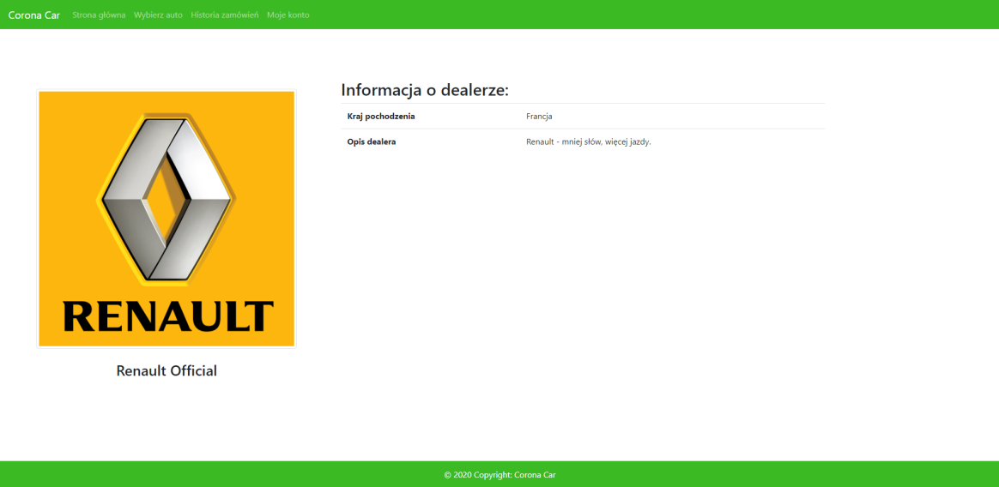 Corona Car Strona główna Wybierz auto Historia zamówień Moje konto
RENAULT
Renault Official
Informacja o dealerze:
Kraj pochodzenia Francja
Opis dealera Renault - mniej słów, więcej jazdy.
© 2020 Copyright: Corona Car